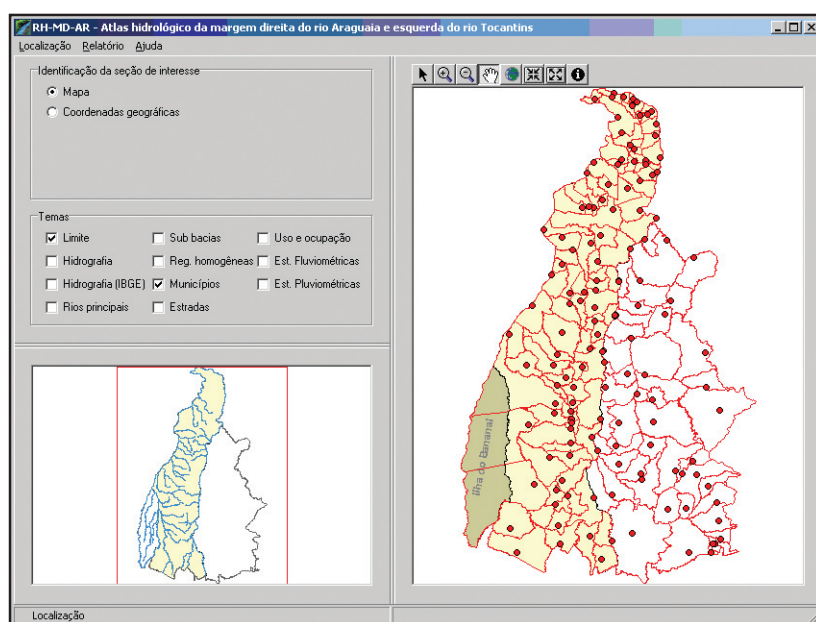 RH-MD-AR - Atlas hidrológico da margem direita do rio Araguaia e esquerda do rio Tocantins
Localização Relatório Ajuda
Identificação da seção de interesse
Mapa
Coordenadas geográficas
Temas
Limite Sub bacias Uso e ocupação
Hidrografia Reg. homogêneas Est. Fluviométricas
Hidrografia (IBGE) Municípios Est. Pluviométricas
Rios principais Estradas
Ilha do Bananal
Localização